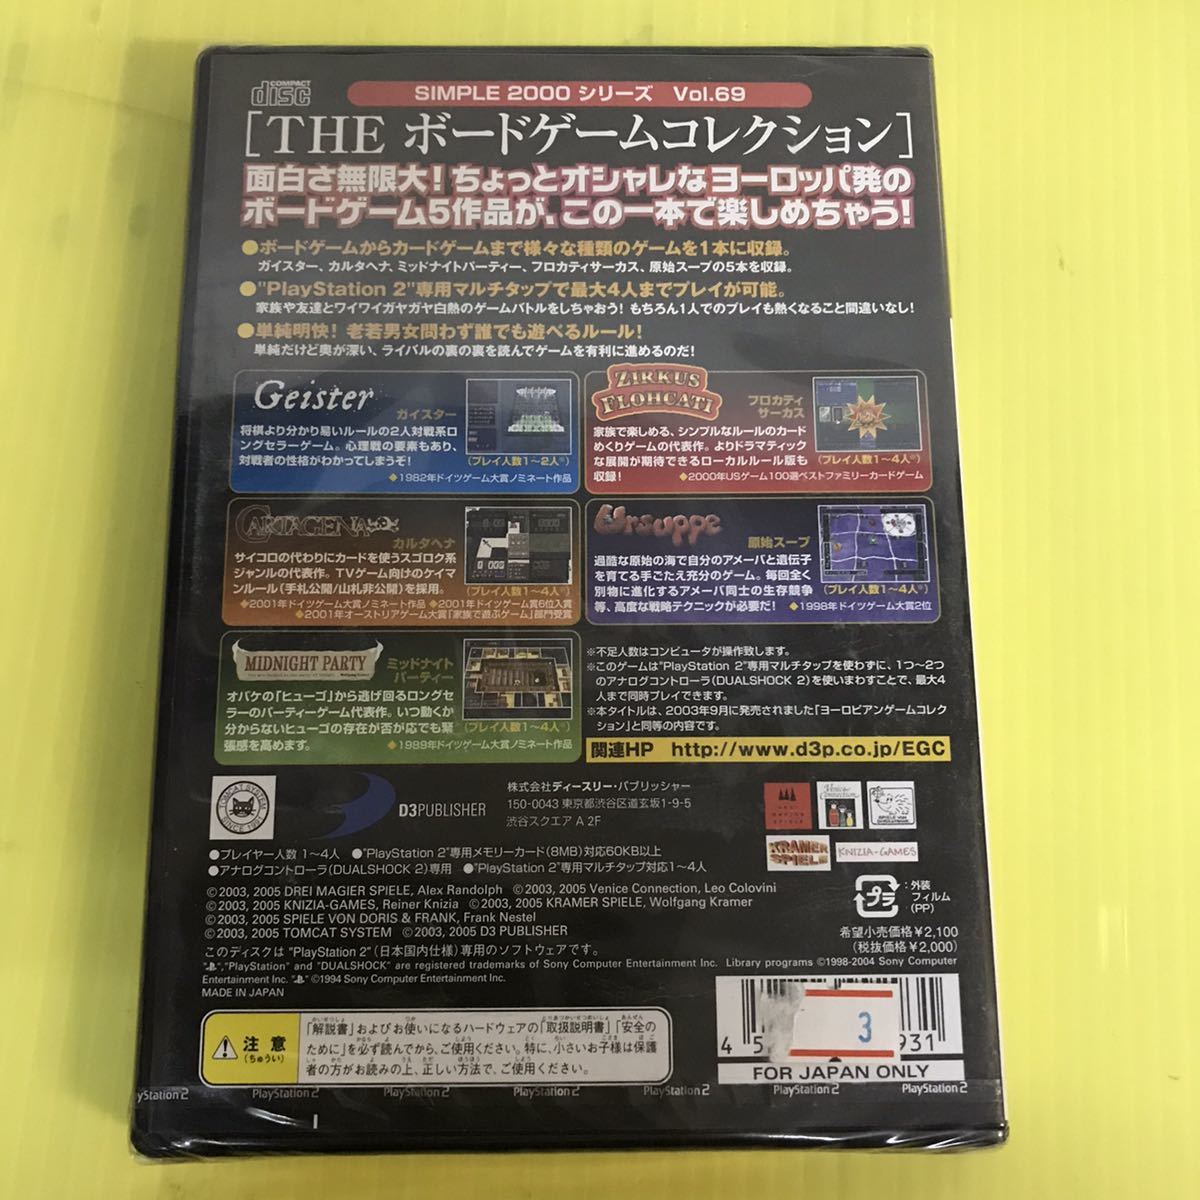 COMPACT
disc
SIMPLE 2000 シリーズ Vol.69
[THE ボードゲームコレクション]
面白さ無限大！ちょっとオシャレなヨーロッパ発の
ボードゲーム5作品が、この一本で楽しめちゃう！
●ボードゲームからカードゲームまで様々な種類のゲームを1本に収録。
ガイスター、カルタヘナ、ミッドナイトパーティー、フロカティサーカス、原始スープの5本を収録。
●"PlayStation 2"専用マルチタップで最大4人までプレイが可能。
家族や友達とワイワイガヤガヤ白熱のゲームバトルをしちゃおう！もちろん1人でのプレイも熱くなること間違いなし！
●単純明快！老若男女問わず誰でも遊べるルール！
単純だけど奥が深い、ライバルの裏の裏を読んでゲームを有利に進めるのだ！
Geister
ガイスター
将棋より分かり易いルールの2人対戦系ロ
ングセラーゲーム。心理戦の要素もあり、
対戦者の性格がわかってしまうぞ！
(プレイ人数1〜2人※)
◆1982年ドイツゲーム大賞ノミネート作品
ZIRKUS
FLOHCATI
フロカティ
サーカス
家族で楽しめる、シンプルなルールのカード
めくりゲームの代表作。よりドラマティック
な展開が期待できるローカルルール版も
収録！
(プレイ人数1〜4人※)
◆2000年USゲーム100選ベストファミリーカードゲーム
CARTAGENA
カルタヘナ
サイコロの代わりにカードを使うスゴロク系
ジャンルの代表作。TVゲーム向けのケイマ
ンルール(手札公開/山札非公開)を採用。
(プレイ人数1〜4人※)
◆2001年ドイツゲーム大賞ノミネート作品 ◆2001年ドイツゲーム賞6位入賞
◆2001年オーストリアゲーム大賞「家族で遊ぶゲーム」部門受賞
Ursuppe
原始スープ
過酷な原始の海で自分のアメーバと遺伝子
を育てる手ごたえ充分のゲーム。毎回全く
別物に進化するアメーバ同士の生存競争
等、高度な戦略テクニックが必要だ！
(プレイ人数1〜4人※)
◆1998年ドイツゲーム大賞2位
MIDNIGHT PARTY
ミッドナイト
パーティー
オバケの「ヒューゴ」から逃げ回るロングセ
ラーのパーティーゲーム代表作。いつ動くか
分からないヒューゴの存在が否が応でも緊
張感を高めます。
(プレイ人数1〜4人※)
◆1989年ドイツゲーム大賞ノミネート作品
※不足人数はコンピュータが操作致します。
※このゲームは"PlayStation 2"専用マルチタップを使わずに、1つ〜2つ
のアナログコントローラ(DUALSHOCK 2)を使いまわすことで、最大4
人まで同時プレイできます。
※本タイトルは、2003年9月に発売されました「ヨーロピアンゲームコレク
ション」と同等の内容です。
関連HP http://www.d3p.co.jp/EGC
TOMCAT SYSTEM
SINCE 1991
D3PUBLISHER
株式会社ディースリー・パブリッシャー
150-0043 東京都渋谷区道玄坂1-9-5
渋谷スクエア A 2F
Venice
Connection
SPIELE VON
KRAMER
SPIELE
KNIZIA-GAMES
●プレイヤー人数 1〜4人 ●"PlayStation 2"専用メモリーカード(8MB)対応60KB以上
●アナログコントローラ(DUALSHOCK 2)専用 ●"PlayStation 2"専用マルチタップ対応1〜4人
©2003, 2005 DREI MAGIER SPIELE, Alex Randolph ©2003, 2005 Venice Connection, Leo Colovini
©2003, 2005 KNIZIA-GAMES, Reiner Knizia ©2003, 2005 KRAMER SPIELE, Wolfgang Kramer
©2003, 2005 SPIELE VON DORIS & FRANK, Frank Nestel
©2003, 2005 TOMCAT SYSTEM ©2003, 2005 D3 PUBLISHER
このディスクは "PlayStation 2"(日本国内仕様)専用のソフトウェアです。
"PlayStation" and "DUALSHOCK" are registered trademarks of Sony Computer Entertainment Inc. Library programs ©1998-2004 Sony Computer
Entertainment Inc. ©1994 Sony Computer Entertainment Inc.
MADE IN JAPAN
プラ
:外装
フィルム
(PP)
希望小売価格¥2,100
(税抜価格¥2,000)
注意
(ちゅうい)
「解説書」およびお使いになるハードウェアの「取扱説明書」「安全の
ために」を必ず読んでから、ご使用ください。特に、小さいお子様は保護
者の方がお読みの上、正しい方法で、ご使用ください。
4 5
931
3
FOR JAPAN ONLY
yStation 2 PlayStation 2 PlayStation 2 PlayStation 2 PlayStation 2 PlayStation 2 PlayStation 2